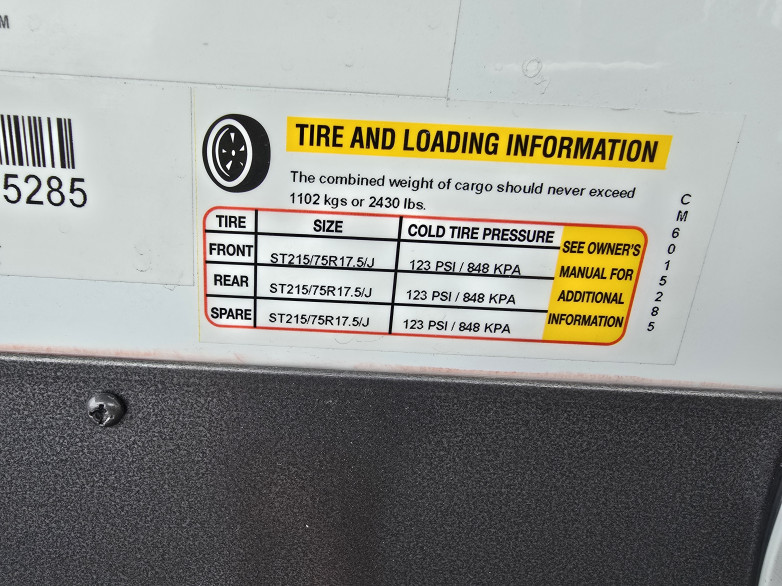 M
5285
TIRE AND LOADING INFORMATION
The combined weight of cargo should never exceed
1102 kgs or 2430 lbs.
TIRE SIZE COLD TIRE PRESSURE
FRONT ST215/75R17.5/J 123 PSI / 848 KPA
REAR ST215/75R17.5/J 123 PSI / 848 KPA
SPARE ST215/75R17.5/J 123 PSI / 848 KPA
SEE OWNER'S
MANUAL FOR
ADDITIONAL
INFORMATION
CM6015285